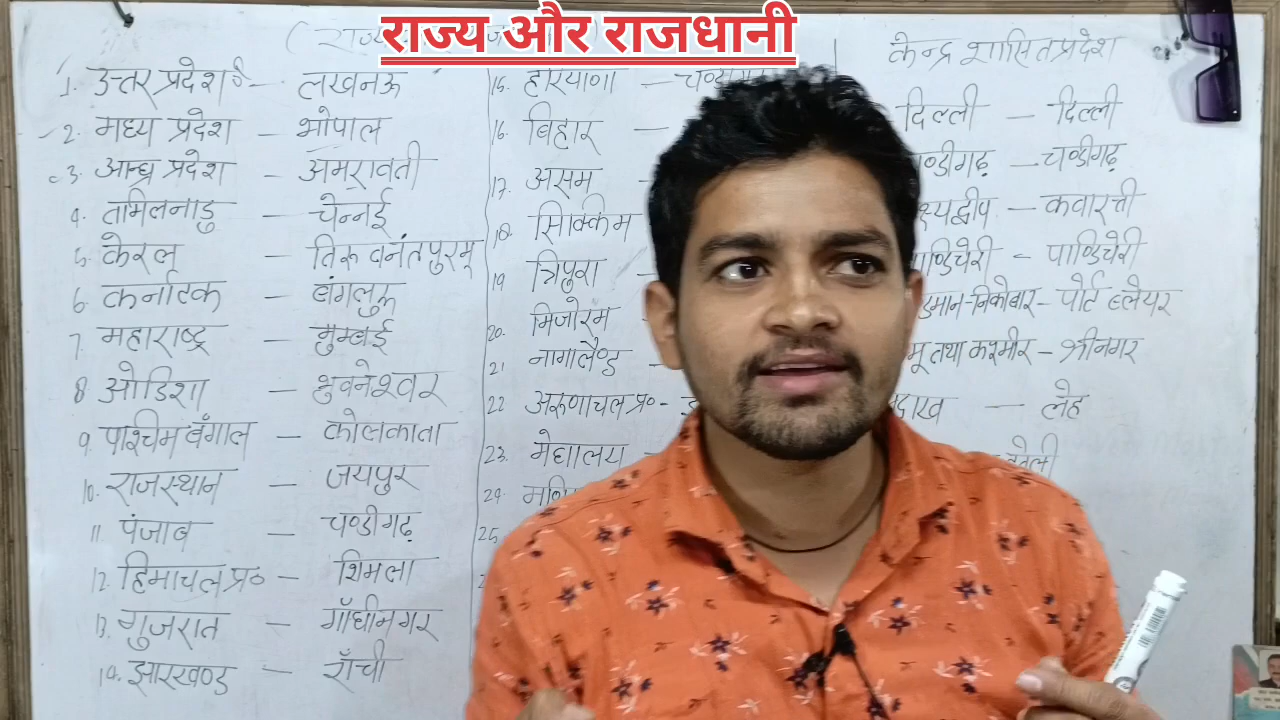 राज्य और राजधानी
1. उत्तर प्रदेश — लखनऊ
2. मध्य प्रदेश — भोपाल
3. आन्ध्र प्रदेश - अमरावती
4. तामिलनाडु — चेन्नई
5. केरल - तिरुवनंतपुरम्
6. कर्नाटक - बंगलुरु
7. महाराष्ट्र - मुम्बई
8 ओडिशा — भुवनेश्वर
9. पश्चिम बँगाल — कोलकाता
10. राजस्थान — जयपुर
11 पंजाब — चण्डीगढ़
12. हिमाचल प्र० — शिमला
13. गुजरात — गाँधीनगर
14. झारखण्ड — राँची
15. हरियाणा —
16. बिहार —
17. असम
18. सिक्किम
19 त्रिपुरा
20. मिजोरम
21 नागालैण्ड
22 अरुणाचल प्र० -
23. मेघालय
24.
25.
केन्द्र शासित प्रदेश
दिल्ली — दिल्ली
चण्डीगढ़
कवारत्ती
पाण्डिचेरी
निकोबार - पोर्ट ब्लेयर
तथा कश्मीर - श्रीनगर
— लेह